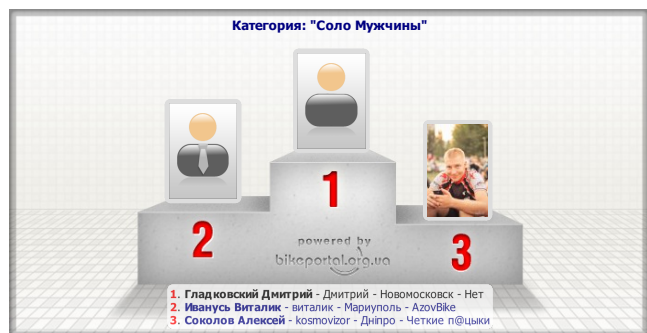 Категория: "Соло Мужчины"
1
2
3
powered by
bikeportal.org.ua
1. Гладковский Дмитрий - Дмитрий - Новомосковск - Нет
2. Иванусь Виталик - виталик - Мариуполь - AzovBike
3. Соколов Алексей - kosmovizor - Дніпро - Четкие п@цыки